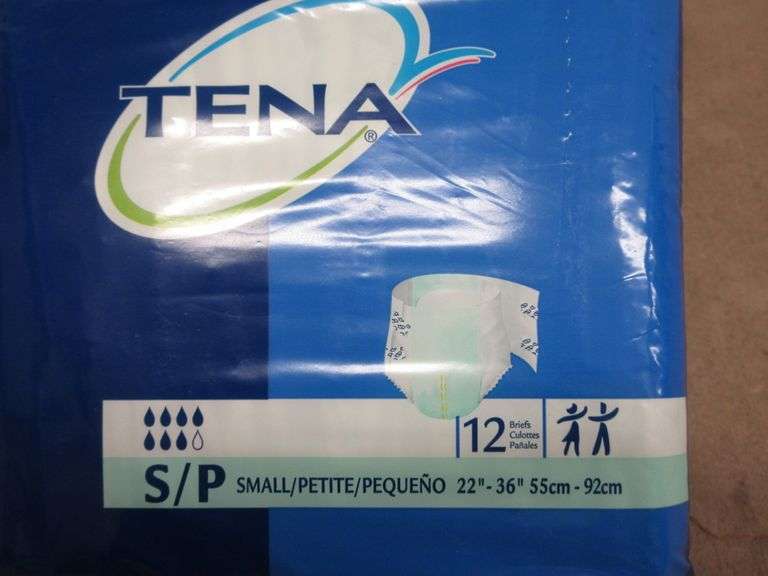 TENA®
12
Briefs
Culottes
Pañales
S/P SMALL/PETITE/PEQUEÑO 22" - 36" 55cm - 92cm